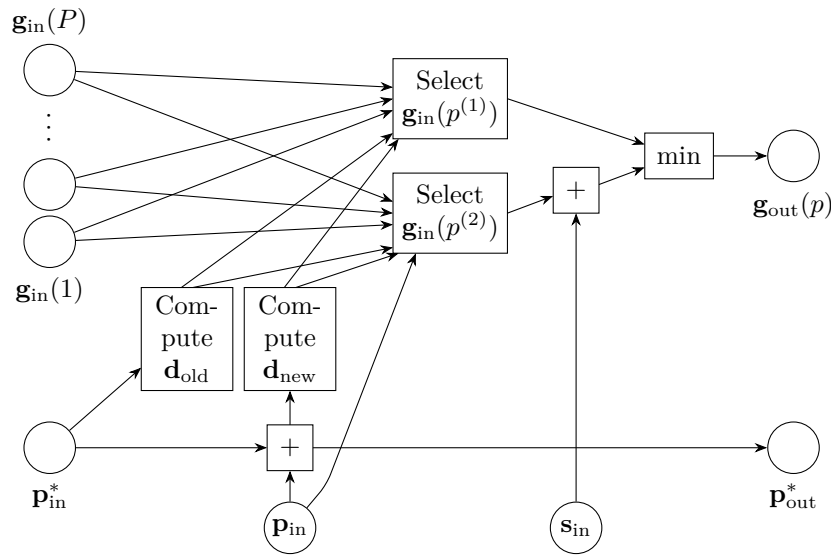 g_in(P)
Select
g_in(p^(1))
⋮
min
Select
g_in(p^(2))
+
g_out(p)
g_in(1)
Com-
pute
d_old
Com-
pute
d_new
+
p*_in
p*_out
p_in
s_in